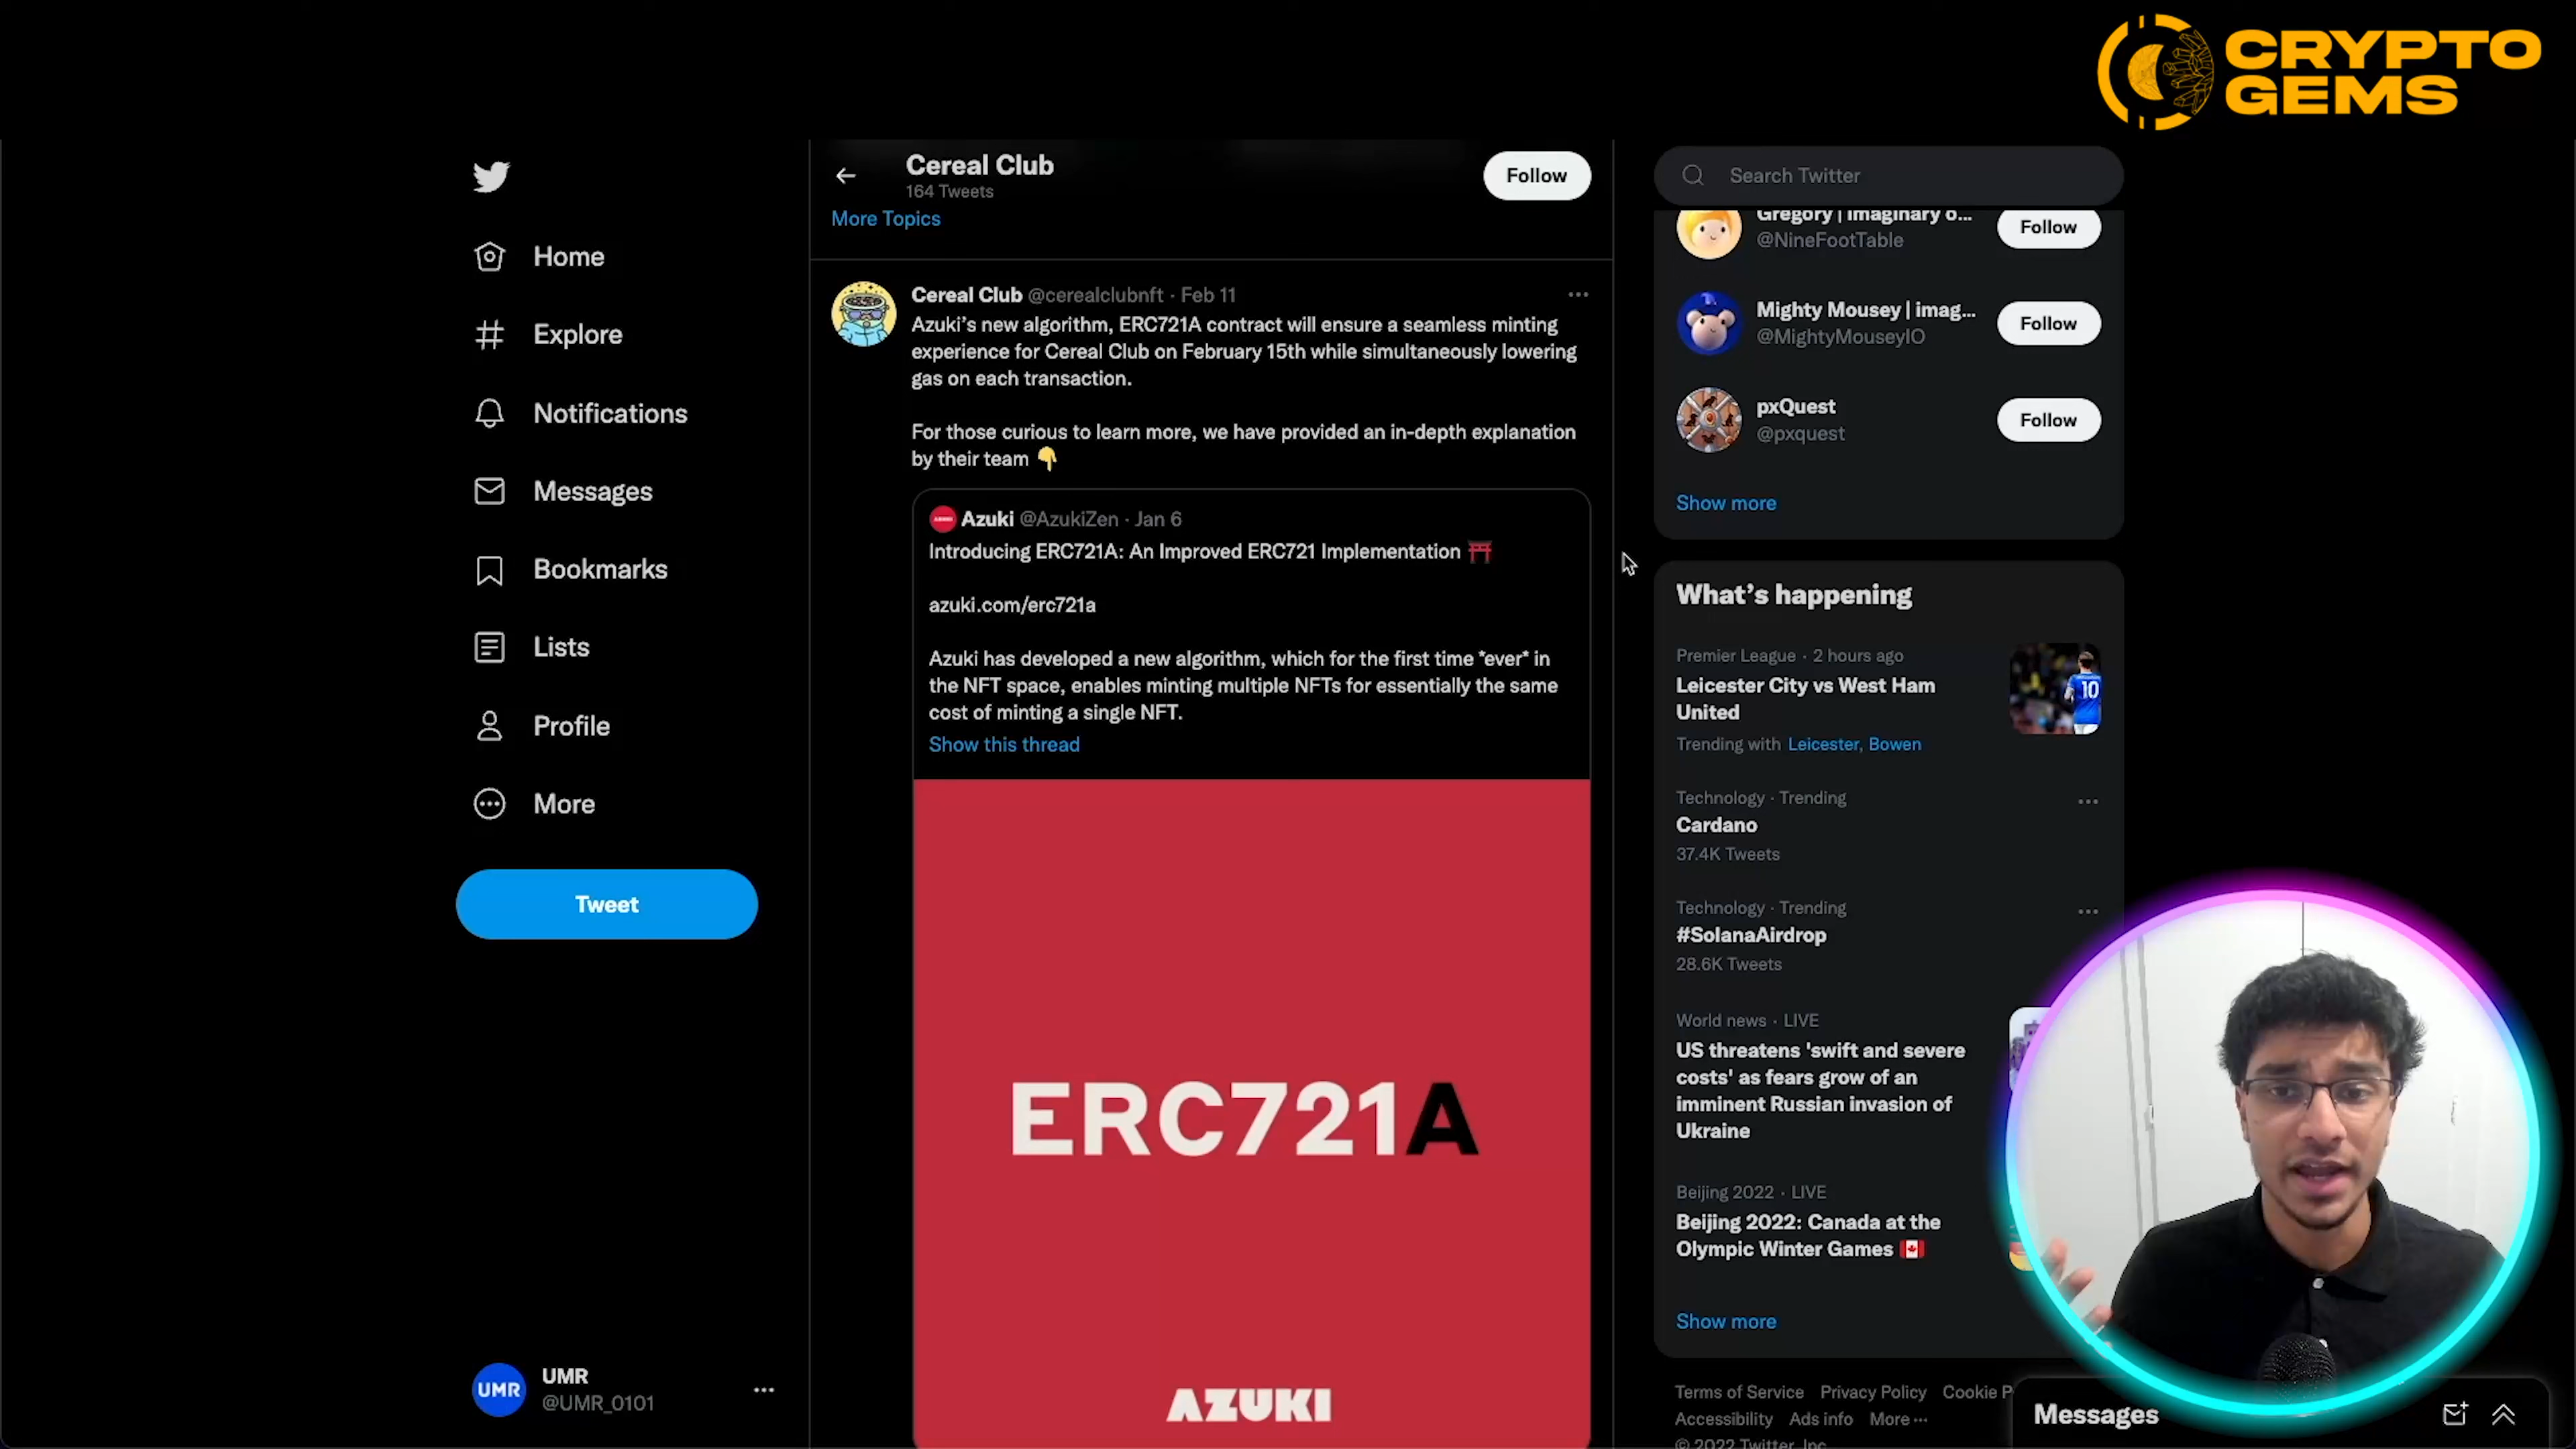 CRYPTO
GEMS
Home
Explore
Notifications
Messages
Bookmarks
Lists
Profile
More
Tweet
UMR
UMR
@UMR_0101
Cereal Club
164 Tweets
Follow
More Topics
Cereal Club @cerealclubnft · Feb 11
Azuki's new algorithm, ERC721A contract will ensure a seamless minting
experience for Cereal Club on February 15th while simultaneously lowering
gas on each transaction.
For those curious to learn more, we have provided an in-depth explanation
by their team 👇
Azuki @AzukiZen · Jan 6
Introducing ERC721A: An Improved ERC721 Implementation ⛩️
azuki.com/erc721a
Azuki has developed a new algorithm, which for the first time *ever* in
the NFT space, enables minting multiple NFTs for essentially the same
cost of minting a single NFT.
Show this thread
ERC721A
AZUKI
Search Twitter
Gregory | imaginary o...
@NineFootTable
Follow
Mighty Mousey | imag...
@MightyMouseyIO
Follow
pxQuest
@pxquest
Follow
Show more
What's happening
Premier League · 2 hours ago
Leicester City vs West Ham
United
10
Trending with Leicester, Bowen
Technology · Trending
Cardano
37.4K Tweets
Technology · Trending
#SolanaAirdrop
28.6K Tweets
World news · LIVE
US threatens 'swift and severe
costs' as fears grow of an
imminent Russian invasion of
Ukraine
Beijing 2022 · LIVE
Beijing 2022: Canada at the
Olympic Winter Games 🇨🇦
Show more
Terms of Service Privacy Policy Cookie P
Accessibility Ads info More ···
© 2022 Twitter, Inc.
Messages